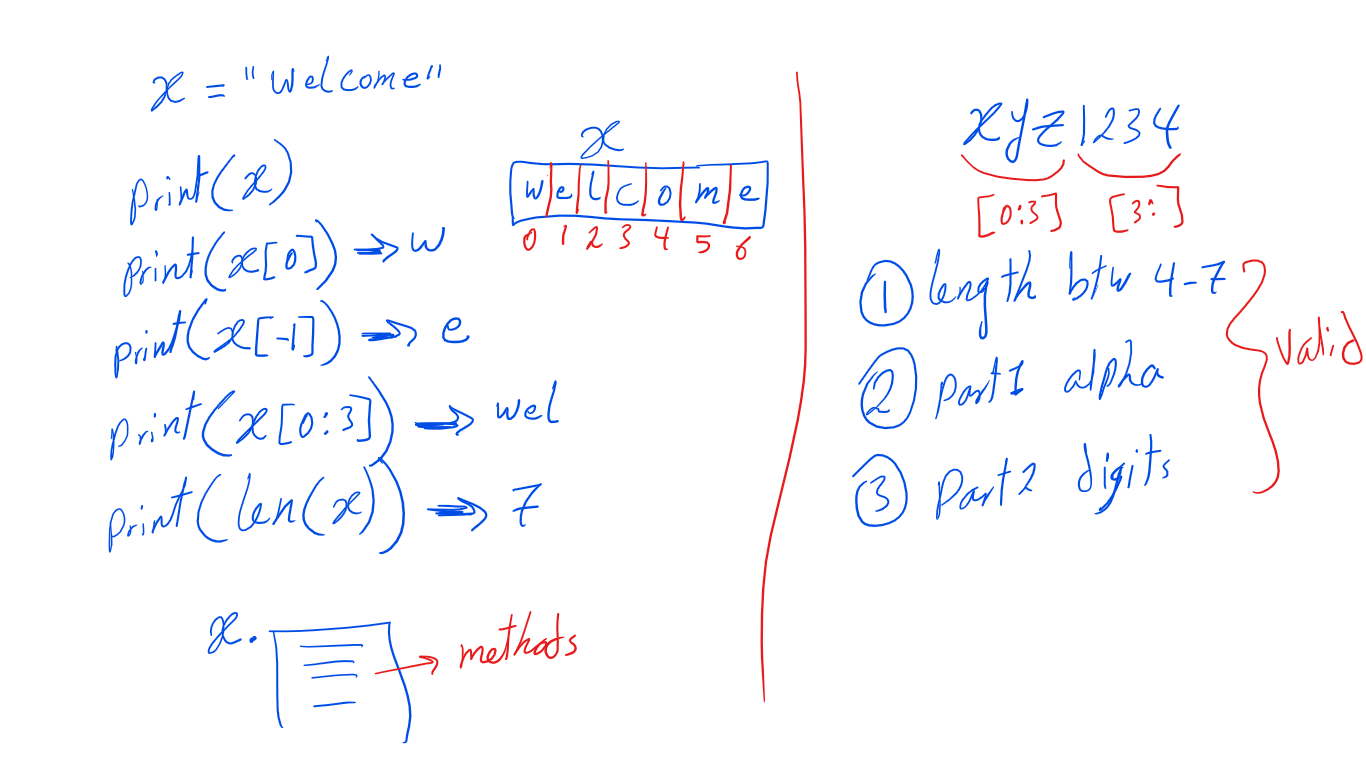 x = "welcome"
print(x)
print(x[0]) → w
print(x[-1]) → e
print(x[0:3]) → wel
print(len(x)) → 7
x
w e l c o m e
0 1 2 3 4 5 6
x. → methods
xyz1234
[0:3] [3:]
① length btw 4-7
② part1 alpha
③ part2 digits
valid